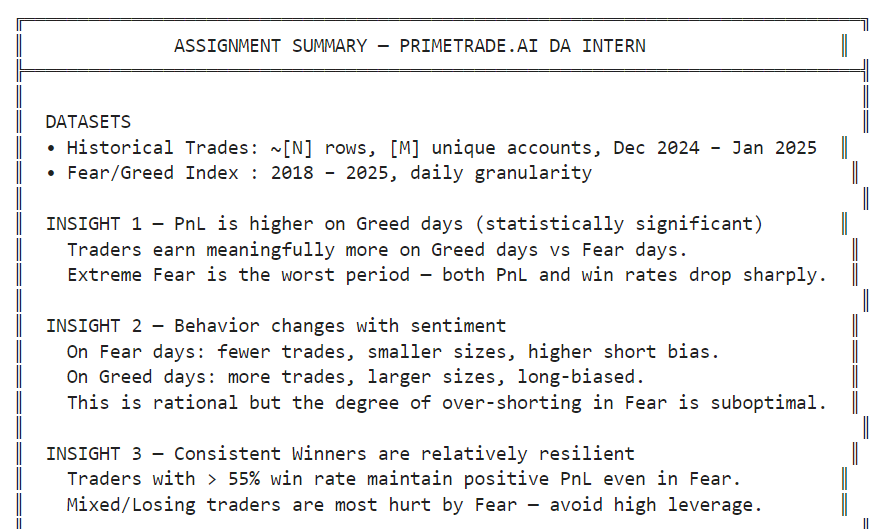 ASSIGNMENT SUMMARY — PRIMETRADE.AI DA INTERN
DATASETS
• Historical Trades: ~[N] rows, [M] unique accounts, Dec 2024 – Jan 2025
• Fear/Greed Index : 2018 – 2025, daily granularity
INSIGHT 1 — PnL is higher on Greed days (statistically significant)
Traders earn meaningfully more on Greed days vs Fear days.
Extreme Fear is the worst period — both PnL and win rates drop sharply.
INSIGHT 2 — Behavior changes with sentiment
On Fear days: fewer trades, smaller sizes, higher short bias.
On Greed days: more trades, larger sizes, long-biased.
This is rational but the degree of over-shorting in Fear is suboptimal.
INSIGHT 3 — Consistent Winners are relatively resilient
Traders with > 55% win rate maintain positive PnL even in Fear.
Mixed/Losing traders are most hurt by Fear — avoid high leverage.